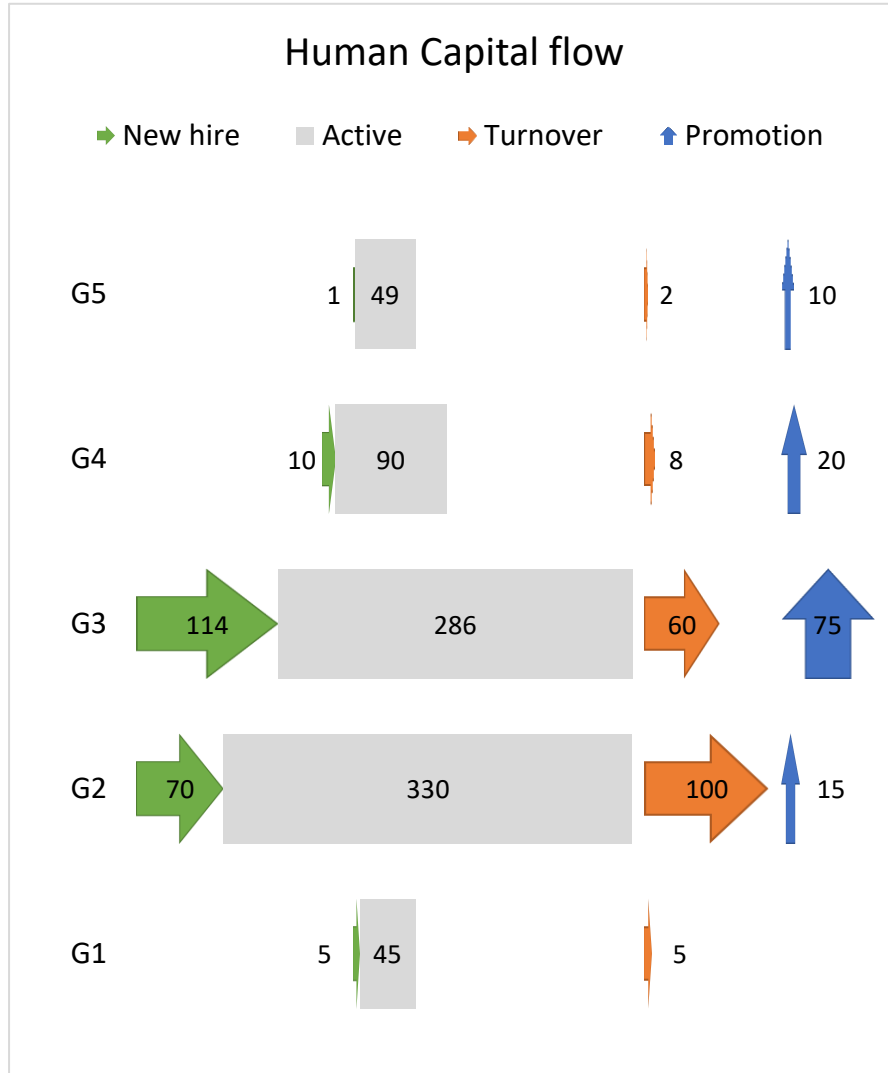 Human Capital flow
New hire Active Turnover Promotion
G5 1 49 2 10
G4 10 90 8 20
G3 114 286 60 75
G2 70 330 100 15
G1 5 45 5